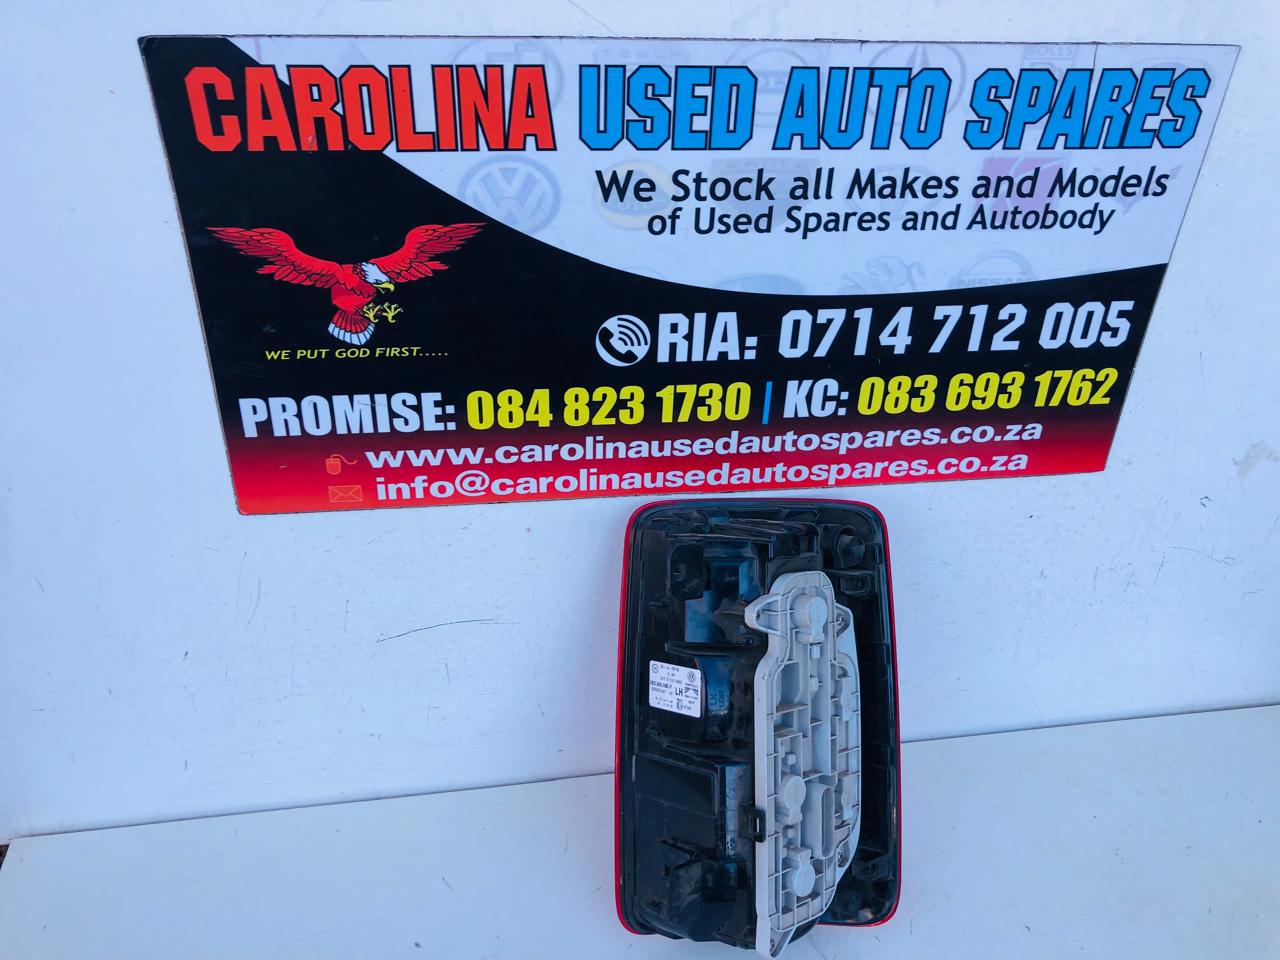 CAROLINA USED AUTO SPARES
We Stock all Makes and Models
of Used Spares and Autobody
WE PUT GOD FIRST.....
RIA: 0714 712 005
PROMISE: 084 823 1730 | KC: 083 693 1762
www.carolinausedautospares.co.za
info@carolinausedautospares.co.za
LH
LH